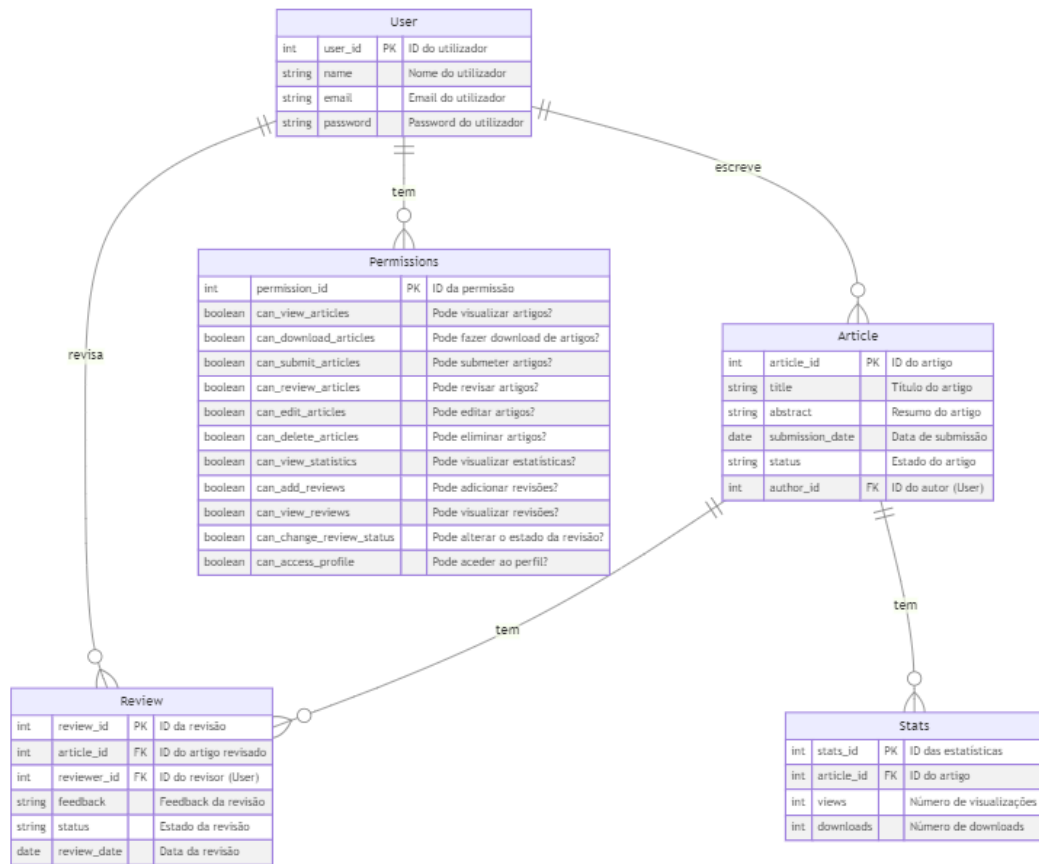 User
int user_id PK ID do utilizador
string name Nome do utilizador
string email Email do utilizador
string password Password do utilizador
tem
escreve
revisa
Permissions
int permission_id PK ID da permissão
boolean can_view_articles Pode visualizar artigos?
boolean can_download_articles Pode fazer download de artigos?
boolean can_submit_articles Pode submeter artigos?
boolean can_review_articles Pode revisar artigos?
boolean can_edit_articles Pode editar artigos?
boolean can_delete_articles Pode eliminar artigos?
boolean can_view_statistics Pode visualizar estatísticas?
boolean can_add_reviews Pode adicionar revisões?
boolean can_view_reviews Pode visualizar revisões?
boolean can_change_review_status Pode alterar o estado da revisão?
boolean can_access_profile Pode aceder ao perfil?
Article
int article_id PK ID do artigo
string title Título do artigo
string abstract Resumo do artigo
date submission_date Data de submissão
string status Estado do artigo
int author_id FK ID do autor (User)
tem
tem
Review
int review_id PK ID da revisão
int article_id FK ID do artigo revisado
int reviewer_id FK ID do revisor (User)
string feedback Feedback da revisão
string status Estado da revisão
date review_date Data da revisão
Stats
int stats_id PK ID das estatísticas
int article_id FK ID do artigo
int views Número de visualizações
int downloads Número de downloads